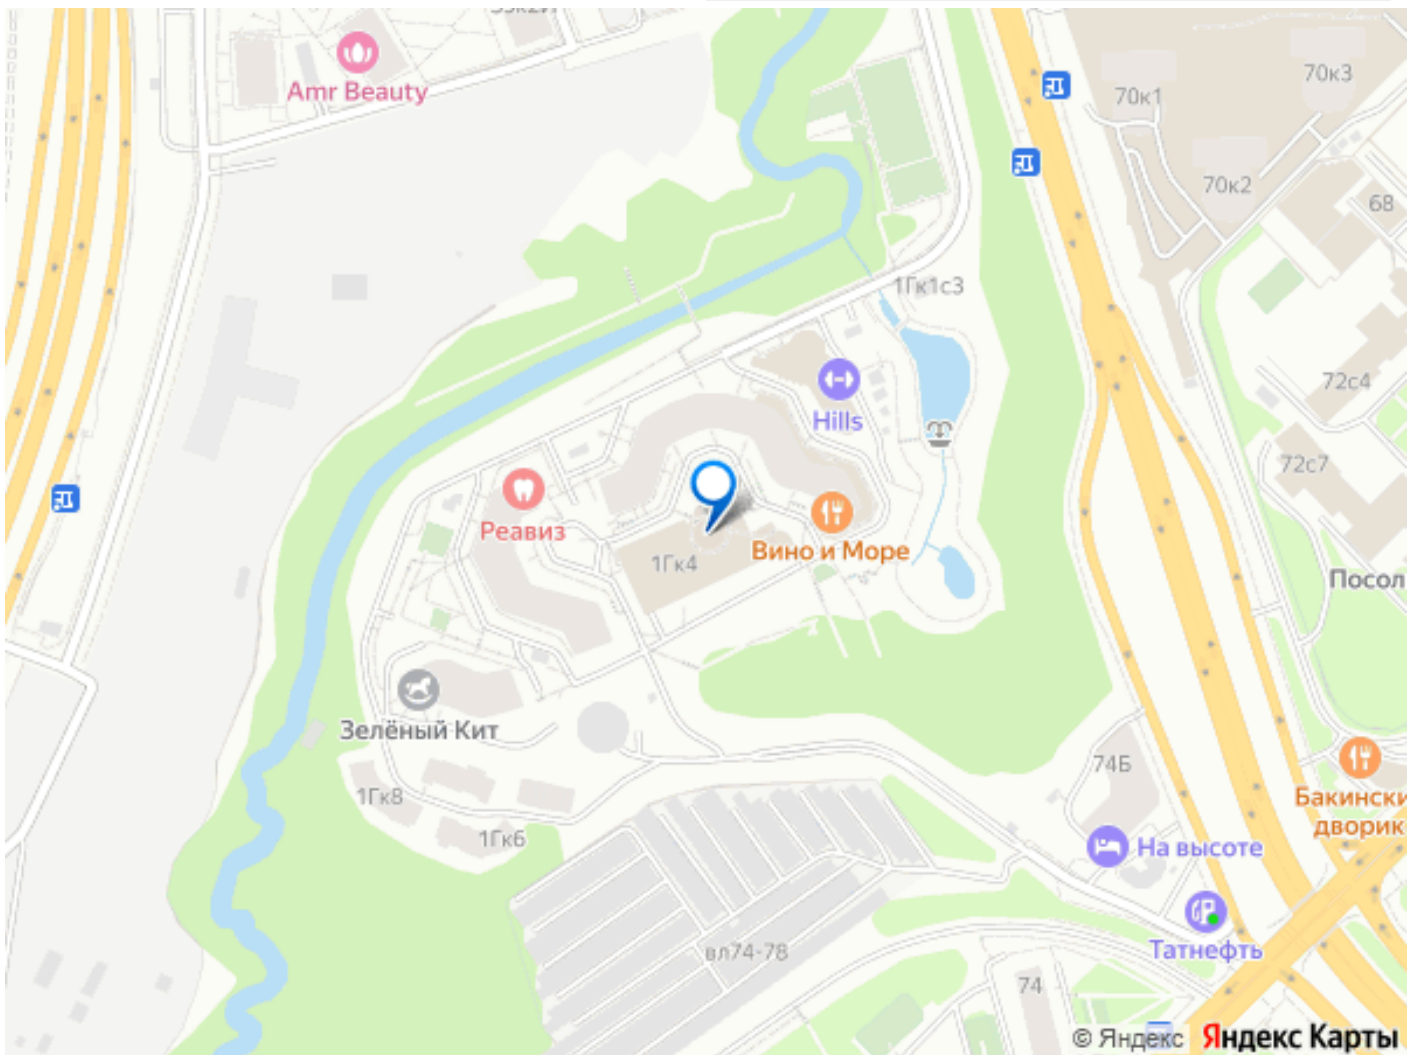 Amr Beauty
70к1
70к3
70к2
68
1Гк1с3
72с4
Hills
72с7
Реавиз
Вино и Море
1Гк4
Посол
Зелёный Кит
74Б
1Гк8
Бакински
дворик
1Гк6
На высоте
вл74-78
Татнефть
74
© Яндекс Яндекс Карты